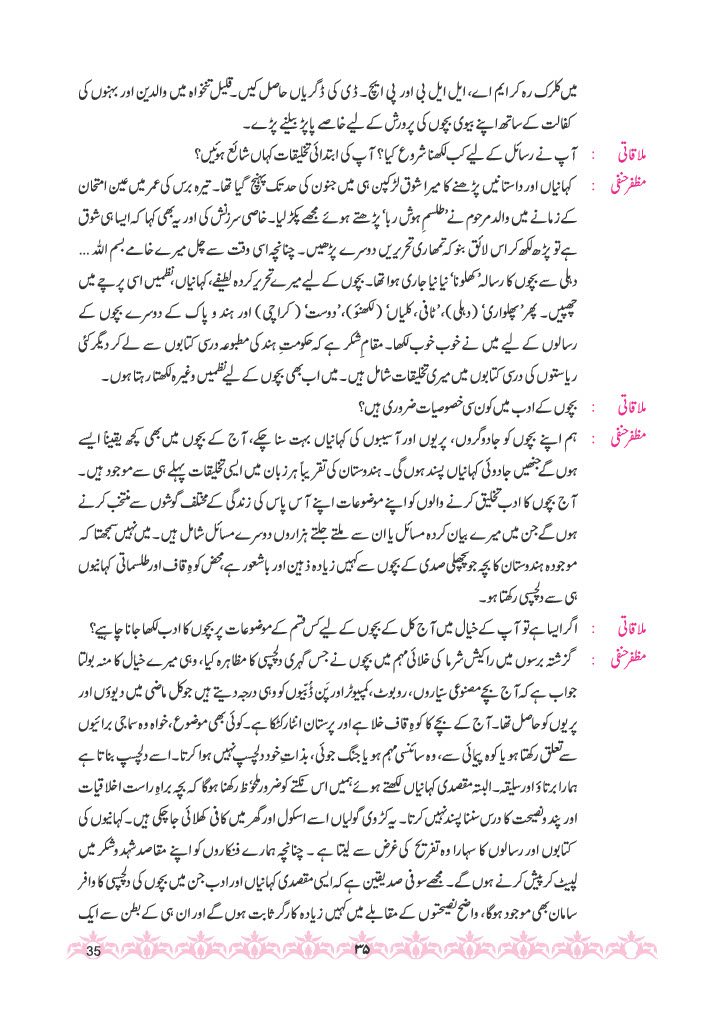 میں کلرک رہ کر ایم اے، ایل ایل بی اور پی ایچ۔ ڈی کی ڈگریاں حاصل کیں۔ قلیل تنخواہ میں والدین اور بہنوں کی
کفالت کے ساتھ اپنے بیوی بچوں کی پرورش کے لیے خاصے پاپڑ بیلنے پڑے۔
ملاقاتی : آپ نے رسائل کے لیے کب لکھنا شروع کیا؟ آپ کی ابتدائی تخلیقات کہاں شائع ہوئیں؟
مظفر حنفی : کہانیاں اور داستانیں پڑھنے کا میرا شوق لڑکپن ہی میں جنون کی حد تک پہنچ گیا تھا۔ تیرہ برس کی عمر میں عین امتحان
کے زمانے میں والد مرحوم نے ’طلسمِ ہوش ربا‘ پڑھتے ہوئے مجھے پکڑ لیا۔ خاصی سرزنش کی اور یہ بھی کہا کہ ایسا ہی شوق
ہے تو پڑھ لکھ کر اس لائق بنو کہ تمھاری تحریریں دوسرے پڑھیں۔ چنانچہ اسی وقت سے چل میرے خامے بسم اللہ ...
دہلی سے بچوں کا رسالہ ’کھلونا‘ نیا نیا جاری ہوا تھا۔ بچوں کے لیے میرے تحریر کردہ لطیفے، کہانیاں، نظمیں اسی پرچے میں
چھپیں۔ پھر ’پھلواری‘ (دہلی)، ’ٹافی، کلیاں‘ (لکھنؤ)، ’دوست‘ (کراچی) اور ہند و پاک کے دوسرے بچوں کے
رسالوں کے لیے میں نے خوب خوب لکھا۔ مقامِ شکر ہے کہ حکومتِ ہند کی مطبوعہ درسی کتابوں سے لے کر دیگر کئی
ریاستوں کی درسی کتابوں میں میری تخلیقات شامل ہیں۔ میں اب بھی بچوں کے لیے نظمیں وغیرہ لکھتا رہتا ہوں۔
ملاقاتی : بچوں کے ادب میں کون سی خصوصیات ضروری ہیں؟
مظفر حنفی : ہم اپنے بچوں کو جادوگروں، پریوں اور آسیبوں کی کہانیاں بہت سنا چکے، آج کے بچوں میں بھی کچھ یقیناً ایسے
ہوں گے جنھیں جادوئی کہانیاں پسند ہوں گی۔ ہندوستان کی تقریباً ہر زبان میں ایسی تخلیقات پہلے ہی سے موجود ہیں۔
آج بچوں کا ادب تخلیق کرنے والوں کو اپنے موضوعات اپنے آس پاس کی زندگی کے مختلف گوشوں سے منتخب کرنے
ہوں گے جن میں میرے بیان کردہ مسائل یا ان سے ملتے جلتے ہزاروں دوسرے مسائل شامل ہیں۔ میں نہیں سمجھتا کہ
موجودہ ہندوستان کا بچہ جو پچھلی صدی کے بچوں سے کہیں زیادہ ذہین اور باشعور ہے، محض کوہِ قاف اور طلسماتی کہانیوں
ہی سے دلچسپی رکھتا ہو۔
ملاقاتی : اگر ایسا ہے تو آپ کے خیال میں آج کل کے بچوں کے لیے کس قسم کے موضوعات پر بچوں کا ادب لکھا جانا چاہیے؟
مظفر حنفی : گزشتہ برسوں میں راکیش شرما کی خلائی مہم میں بچوں نے جس گہری دلچسپی کا مظاہرہ کیا، وہی میرے خیال کا منہ بولتا
جواب ہے کہ آج بچے مصنوعی سیّاروں، روبوٹ، کمپیوٹر اور پَن ڈُبّیوں کو وہی درجہ دیتے ہیں جو کل ماضی میں دیوؤں اور
پریوں کو حاصل تھا۔ آج کے بچے کا کوہِ قاف خلا ہے اور پرستان انٹارکٹکا ہے۔ کوئی بھی موضوع، خواہ وہ سماجی برائیوں
سے تعلق رکھتا ہو یا کوہ پیمائی سے، وہ سائنسی مہم ہو یا جنگ جوئی، بذاتِ خود دلچسپ نہیں ہوا کرتا۔ اسے دلچسپ بناتا ہے
ہمارا برتاؤ اور سلیقہ۔ البتہ مقصدی کہانیاں لکھتے ہوئے ہمیں اس نکتے کو ضرور ملحوظ رکھنا ہوگا کہ بچہ براہِ راست اخلاقیات
اور پند و نصیحت کا درس سننا پسند نہیں کرتا۔ یہ کڑوی گولیاں اسے اسکول اور گھر میں کافی کھلائی جا چکی ہیں۔ کہانیوں کی
کتابوں اور رسالوں کا سہارا وہ تفریح کی غرض سے لیتا ہے۔ چنانچہ ہمارے فنکاروں کو اپنے مقاصد شہد و شکر میں
لپیٹ کر پیش کرنے ہوں گے۔ مجھے سو فی صد یقین ہے کہ ایسی مقصدی کہانیاں اور ادب جن میں بچوں کی دلچسپی کا وافر
سامان بھی موجود ہوگا، واضح نصیحتوں کے مقابلے میں کہیں زیادہ کارگر ثابت ہوں گے اور ان ہی کے بطن سے ایک
۳۵
35